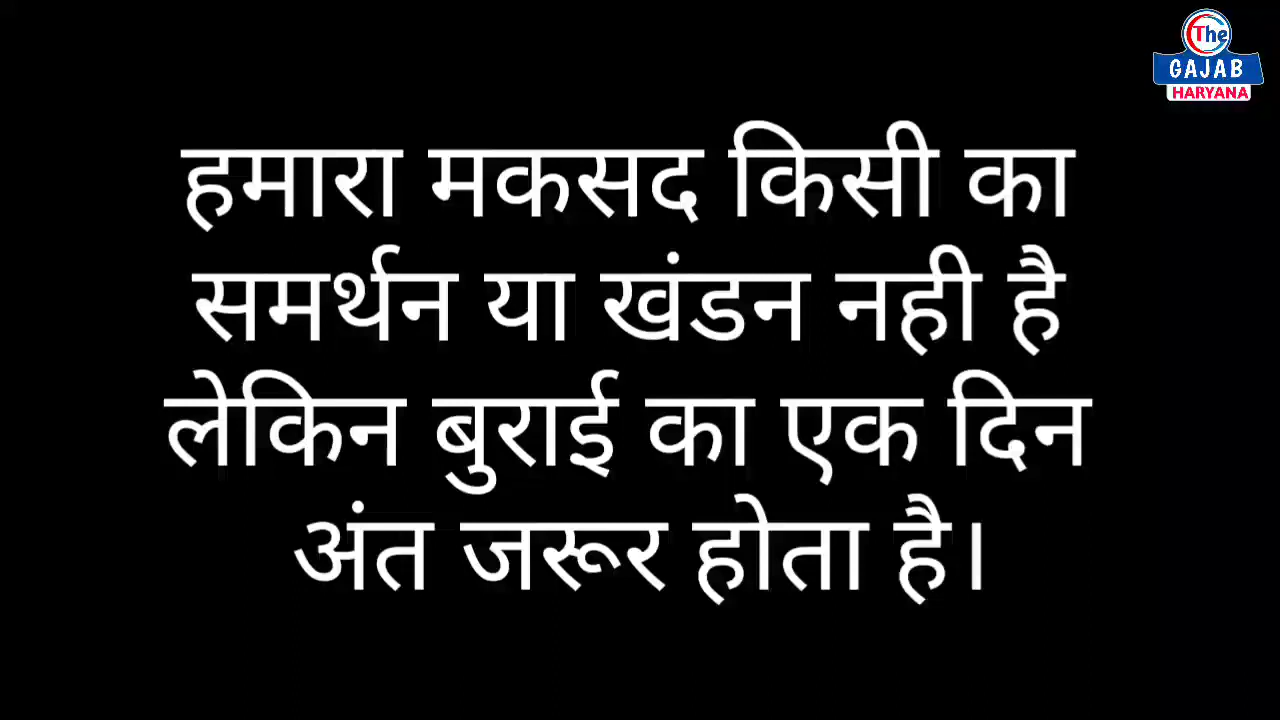 The
GAJAB
HARYANA
हमारा मकसद किसी का
समर्थन या खंडन नही है
लेकिन बुराई का एक दिन
अंत जरूर होता है।